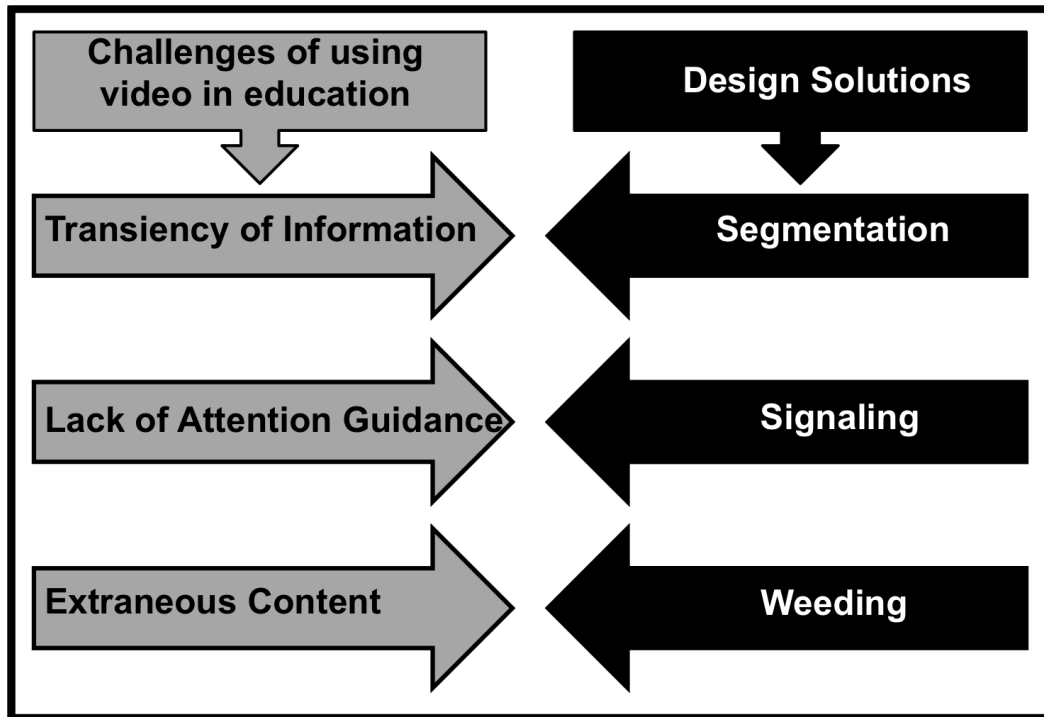 Challenges of using
video in education
Design Solutions
Transiency of Information
Segmentation
Lack of Attention Guidance
Signaling
Extraneous Content
Weeding